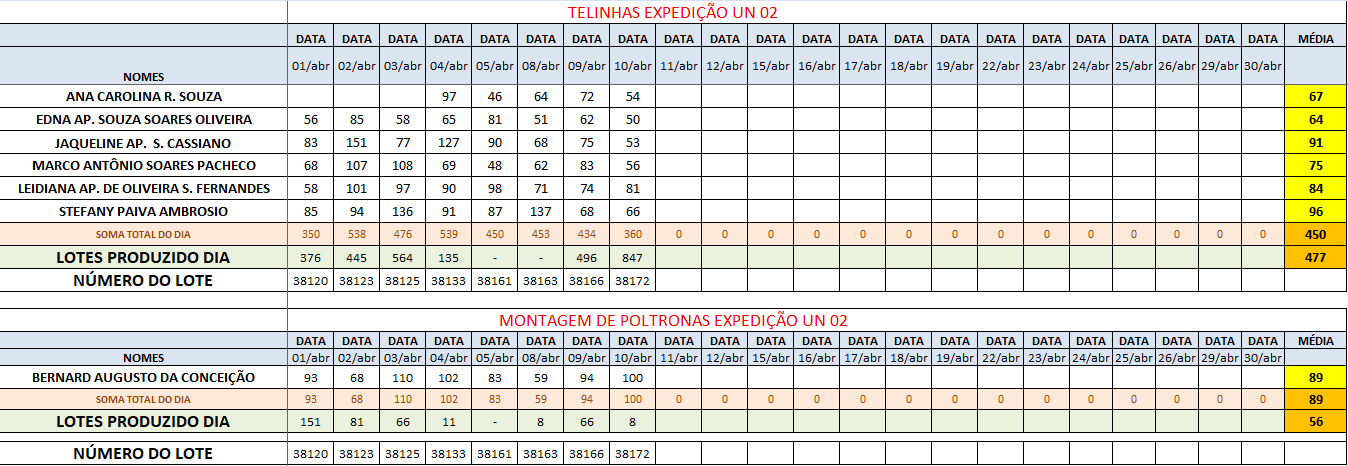 TELINHAS EXPEDIÇÃO UN 02
DATA DATA DATA DATA DATA DATA DATA DATA DATA DATA DATA DATA DATA DATA DATA DATA DATA DATA DATA DATA DATA DATA MÉDIA
NOMES 01/abr 02/abr 03/abr 04/abr 05/abr 08/abr 09/abr 10/abr 11/abr 12/abr 15/abr 16/abr 17/abr 18/abr 19/abr 22/abr 23/abr 24/abr 25/abr 26/abr 29/abr 30/abr
ANA CAROLINA R. SOUZA 97 46 64 72 54 67
EDNA AP. SOUZA SOARES OLIVEIRA 56 85 58 65 81 51 62 50 64
JAQUELINE AP. S. CASSIANO 83 151 77 127 90 68 75 53 91
MARCO ANTÔNIO SOARES PACHECO 68 107 108 69 48 62 83 56 75
LEIDIANA AP. DE OLIVEIRA S. FERNANDES 58 101 97 90 98 71 74 81 84
STEFANY PAIVA AMBROSIO 85 94 136 91 87 137 68 66 96
SOMA TOTAL DO DIA 350 538 476 539 450 453 434 360 0 0 0 0 0 0 0 0 0 0 0 0 0 0 450
LOTES PRODUZIDO DIA 376 445 564 135 - - 496 847 477
NÚMERO DO LOTE 38120 38123 38125 38133 38161 38163 38166 38172
MONTAGEM DE POLTRONAS EXPEDIÇÃO UN 02
DATA DATA DATA DATA DATA DATA DATA DATA DATA DATA DATA DATA DATA DATA DATA DATA DATA DATA DATA DATA DATA DATA MÉDIA
NOMES 01/abr 02/abr 03/abr 04/abr 05/abr 08/abr 09/abr 10/abr 11/abr 12/abr 15/abr 16/abr 17/abr 18/abr 19/abr 22/abr 23/abr 24/abr 25/abr 26/abr 29/abr 30/abr
BERNARD AUGUSTO DA CONCEIÇÃO 93 68 110 102 83 59 94 100 89
SOMA TOTAL DO DIA 93 68 110 102 83 59 94 100 0 0 0 0 0 0 0 0 0 0 0 0 0 0 89
LOTES PRODUZIDO DIA 151 81 66 11 - 8 66 8 56
NÚMERO DO LOTE 38120 38123 38125 38133 38161 38163 38166 38172